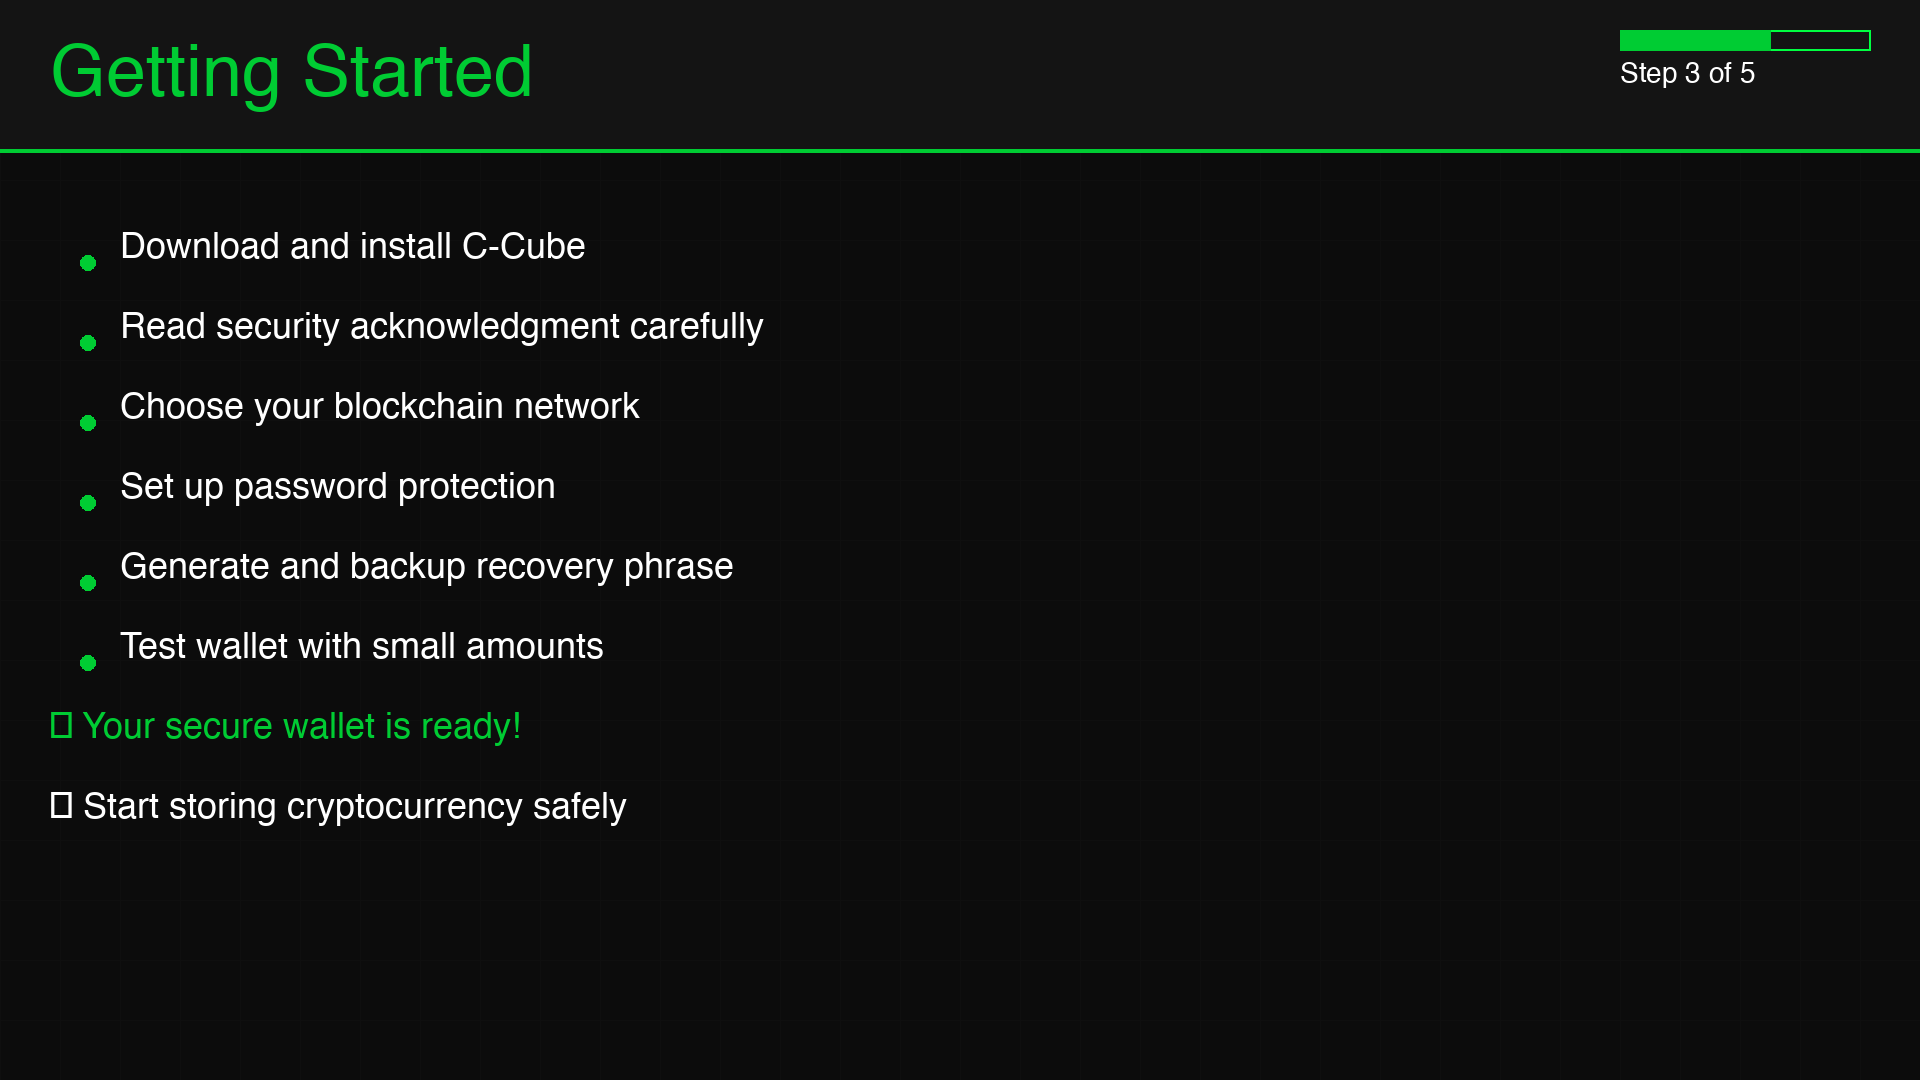 Getting Started
Step 3 of 5
Download and install C-Cube
Read security acknowledgment carefully
Choose your blockchain network
Set up password protection
Generate and backup recovery phrase
Test wallet with small amounts
Your secure wallet is ready!
Start storing cryptocurrency safely